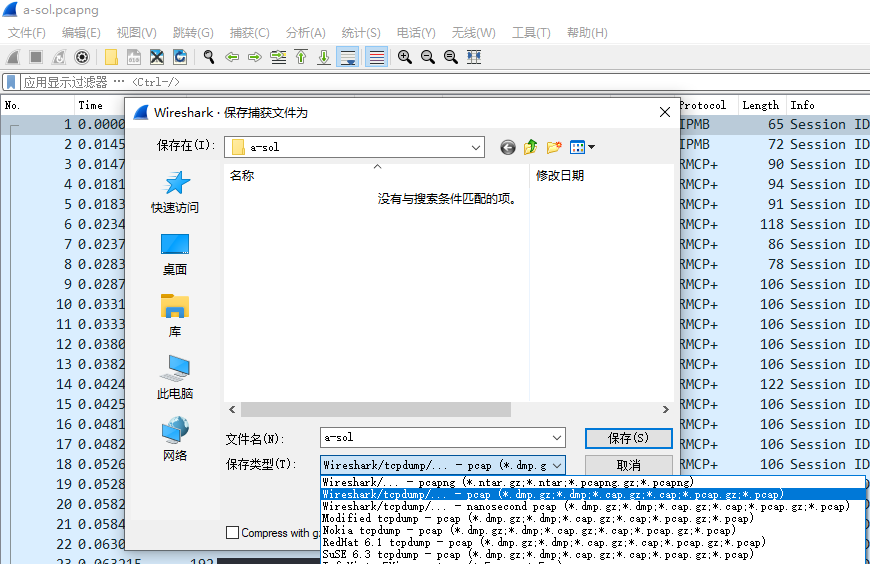 a-sol.pcapng
文件(F) 编辑(E) 视图(V) 跳转(G) 捕获(C) 分析(A) 统计(S) 电话(Y) 无线(W) 工具(T) 帮助(H)
应用显示过滤器 … <Ctrl-/>
No. Time Protocol Length Info
1 0.0000 IPMB 65 Session ID
2 0.0145 IPMB 72 Session ID
3 0.0147 RMCP+ 90 Session ID
4 0.0181 RMCP+ 94 Session ID
5 0.0183 RMCP+ 91 Session ID
6 0.0234 RMCP+ 118 Session ID
7 0.0237 RMCP+ 86 Session ID
8 0.0283 RMCP+ 78 Session ID
9 0.0287 RMCP+ 106 Session ID
10 0.0331 RMCP+ 106 Session ID
11 0.0333 RMCP+ 106 Session ID
12 0.0380 RMCP+ 106 Session ID
13 0.0382 RMCP+ 106 Session ID
14 0.0424 RMCP+ 122 Session ID
15 0.0425 RMCP+ 106 Session ID
16 0.0481 RMCP+ 106 Session ID
17 0.0482 RMCP+ 106 Session ID
18 0.0526 RMCP+ 106 Session ID
19 0.0528
20 0.0582
21 0.0584
22 0.0630
23 0.063215 192
Wireshark · 保存捕获文件为
保存在(I): a-sol
名称 修改日期
没有与搜索条件匹配的项。
快速访问
桌面
库
此电脑
网络
文件名(N): a-sol 保存(S)
保存类型(T): Wireshark/tcpdump/... - pcap (*.dmp.g 取消
Wireshark/... - pcapng (*.ntar.gz;*.ntar;*.pcapng.gz;*.pcapng)
Wireshark/tcpdump/... - pcap (*.dmp.gz;*.dmp;*.cap.gz;*.cap;*.pcap.gz;*.pcap)
Wireshark/tcpdump/... - nanosecond pcap (*.dmp.gz;*.dmp;*.cap.gz;*.cap;*.pcap.gz;*.pcap)
Modified tcpdump - pcap (*.dmp.gz;*.dmp;*.cap.gz;*.cap;*.pcap.gz;*.pcap)
Nokia tcpdump - pcap (*.dmp.gz;*.dmp;*.cap.gz;*.cap;*.pcap.gz;*.pcap)
RedHat 6.1 tcpdump - pcap (*.dmp.gz;*.dmp;*.cap.gz;*.cap;*.pcap.gz;*.pcap)
SuSE 6.3 tcpdump - pcap (*.dmp.gz;*.dmp;*.cap.gz;*.cap;*.pcap.gz;*.pcap)
Compress with g